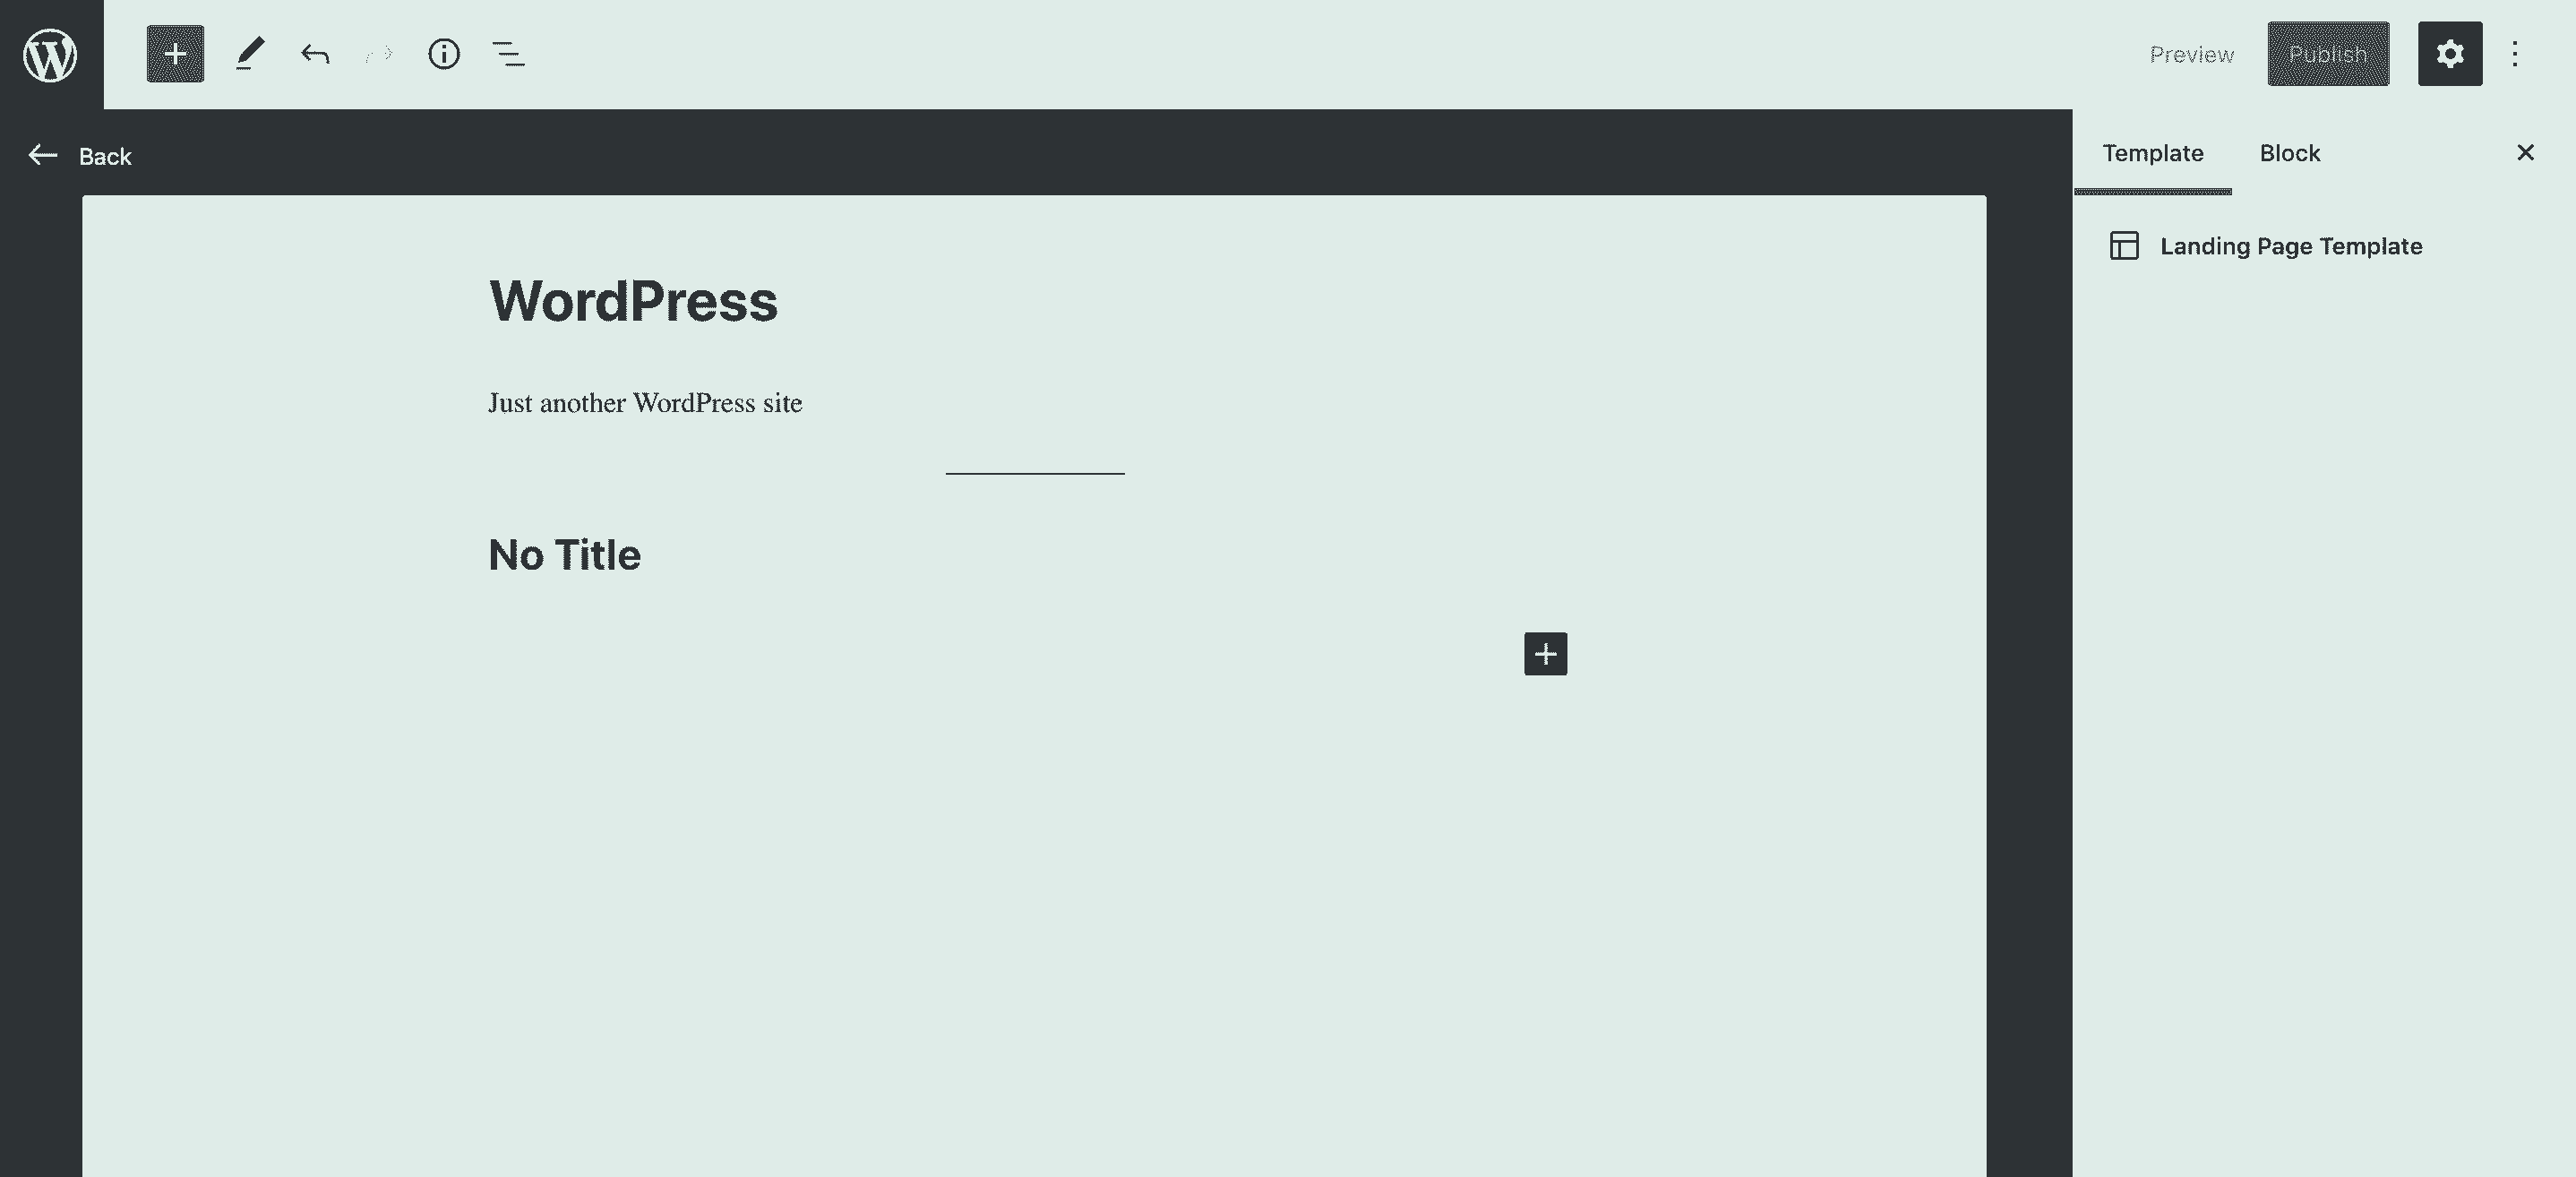 Preview
Publish
Back
Template
Block
Landing Page Template
WordPress
Just another WordPress site
No Title